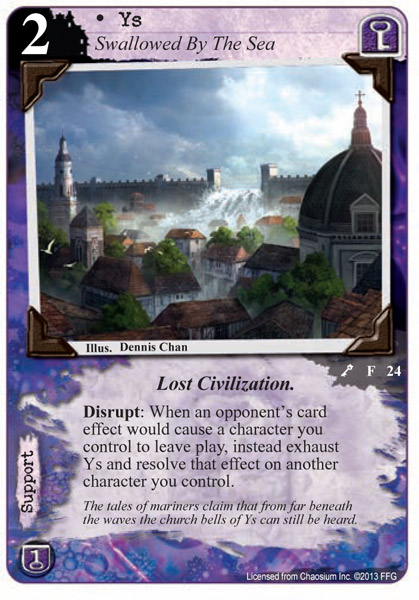 2
• Ys
Swallowed By The Sea
Illus. Dennis Chan
F 24
Lost Civilization.
Disrupt: When an opponent's card
effect would cause a character you
control to leave play, instead exhaust
Ys and resolve that effect on another
character you control.
The tales of mariners claim that from far beneath
the waves the church bells of Ys can still be heard.
Support
1
Licensed from Chaosium Inc. ©2013 FFG